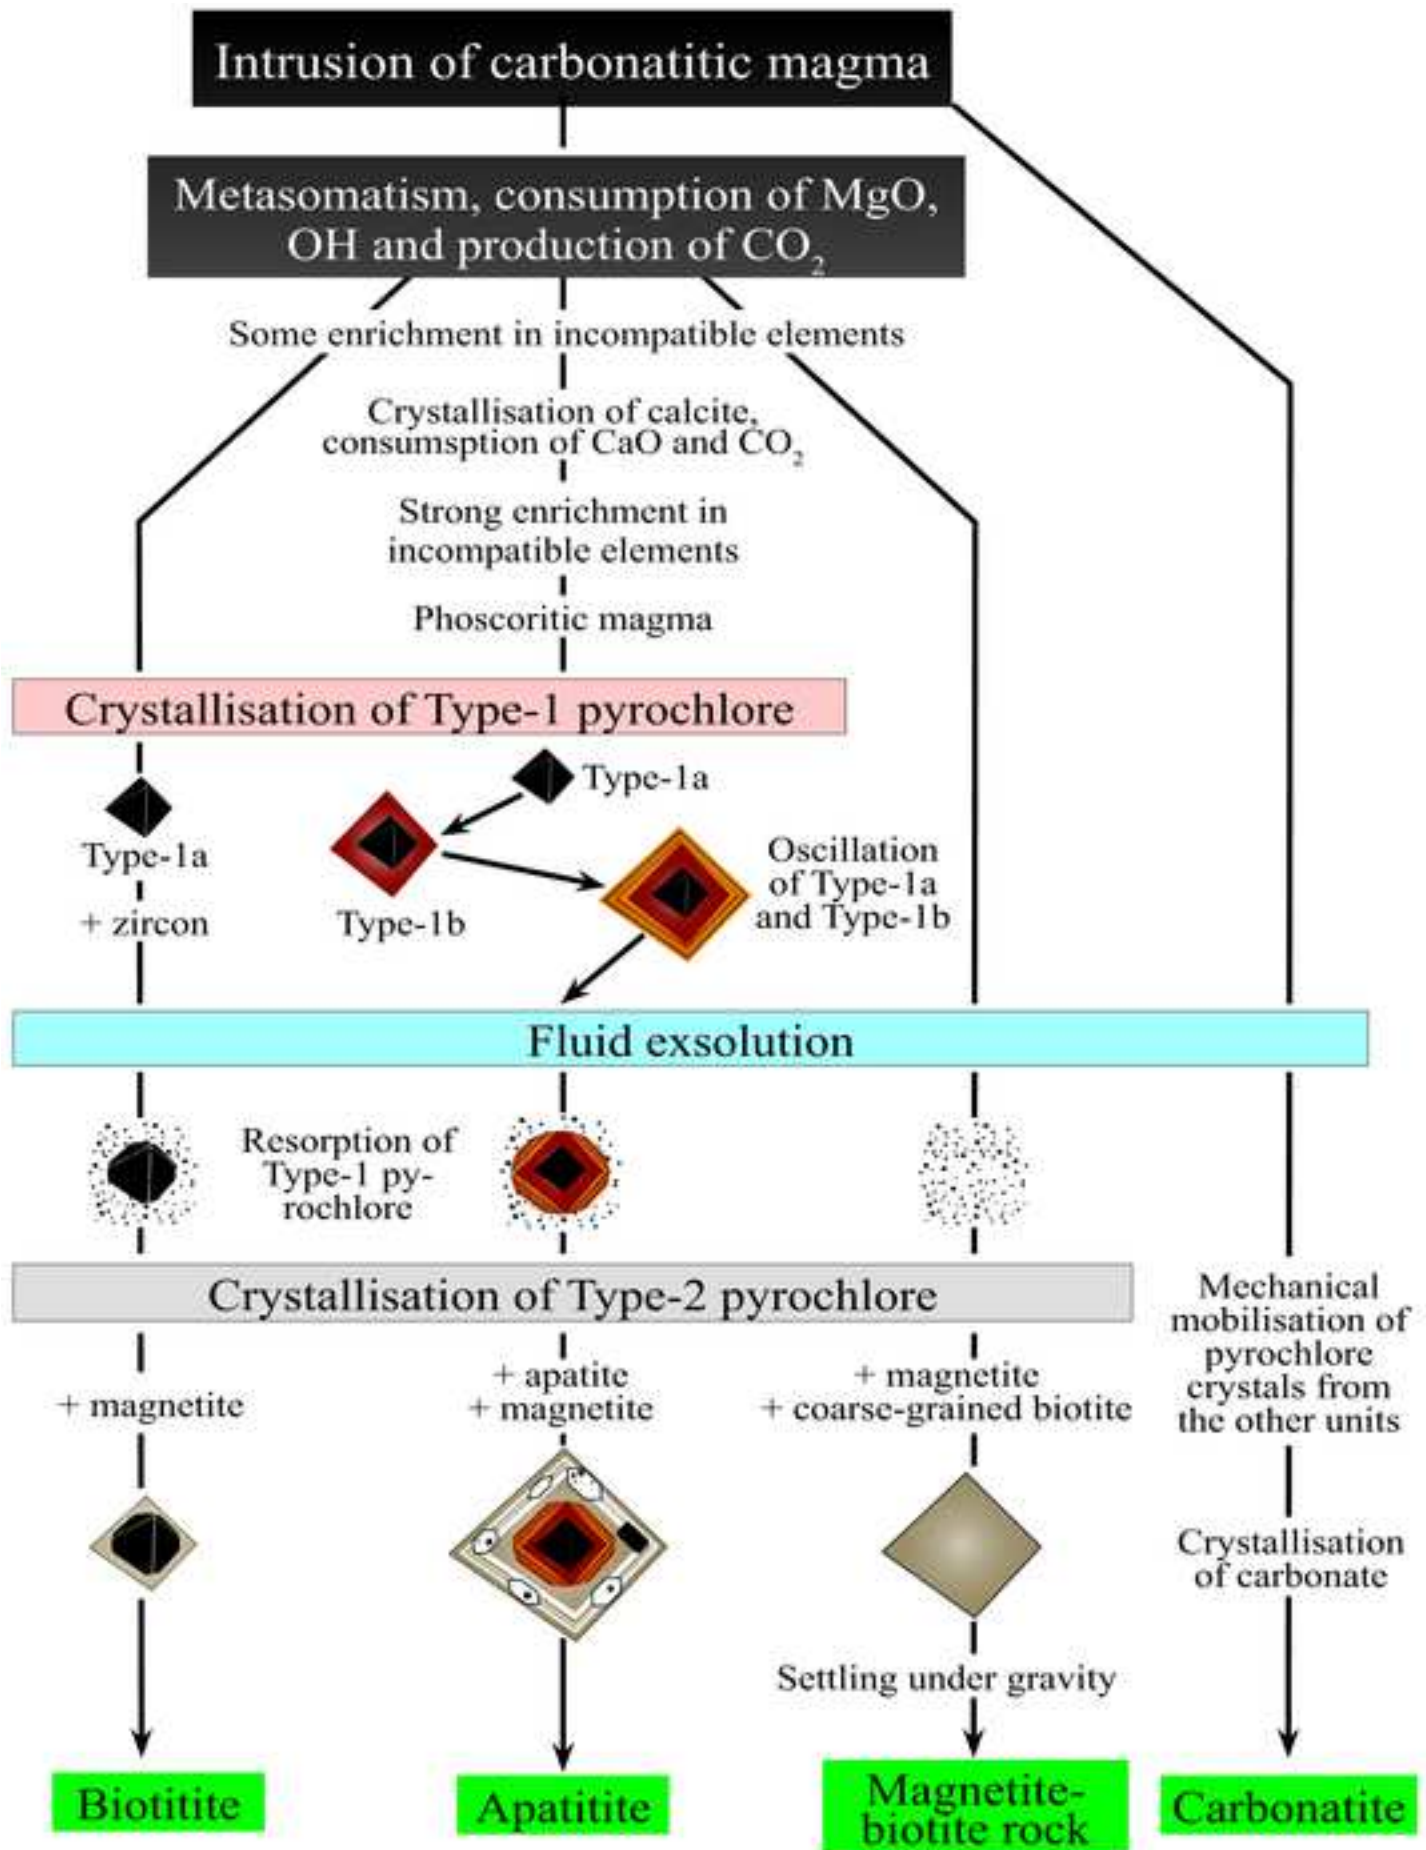 Intrusion of carbonatitic magma
Metasomatism, consumption of MgO,
OH and production of CO₂
Some enrichment in incompatible elements
Crystallisation of calcite,
consumsption of CaO and CO₂
Strong enrichment in
incompatible elements
Phoscoritic magma
Crystallisation of Type-1 pyrochlore
Type-1a
+ zircon
Type-1a
Type-1b
Oscillation
of Type-1a
and Type-1b
Fluid exsolution
Resorption of
Type-1 py-
rochlore
Crystallisation of Type-2 pyrochlore
+ magnetite
+ apatite
+ magnetite
+ magnetite
+ coarse-grained biotite
Mechanical
mobilisation of
pyrochlore
crystals from
the other units
Crystallisation
of carbonate
Settling under gravity
Biotitite
Apatitite
Magnetite-
biotite rock
Carbonatite